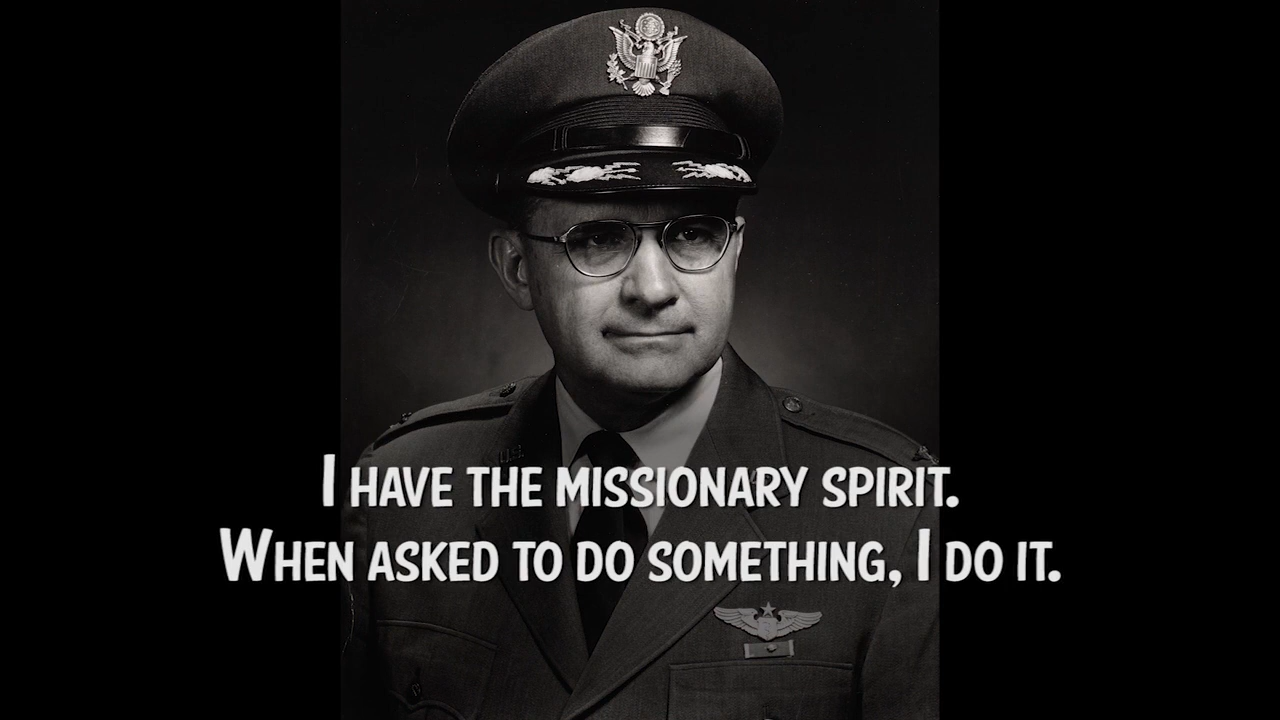 I HAVE THE MISSIONARY SPIRIT.
WHEN ASKED TO DO SOMETHING, I DO IT.
U.S.